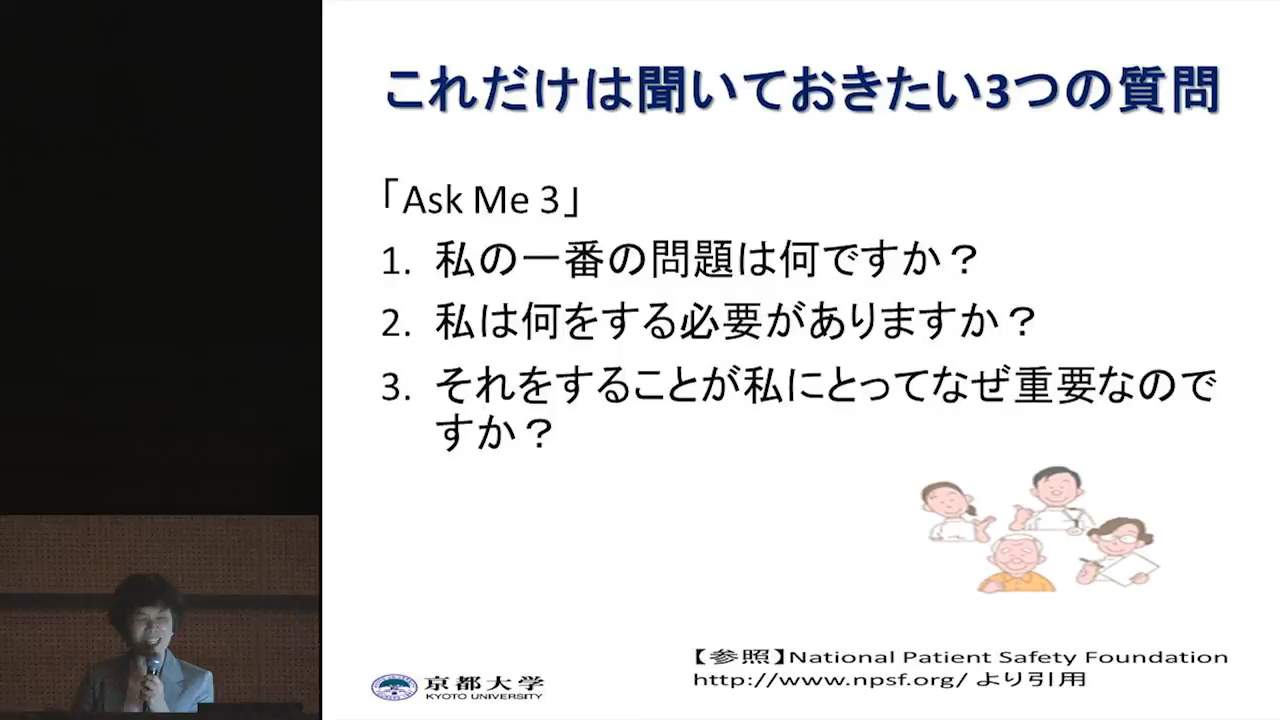 これだけは聞いておきたい3つの質問
「Ask Me 3」
1. 私の一番の問題は何ですか？
2. 私は何をする必要がありますか？
3. それをすることが私にとってなぜ重要なので
すか？
【参照】National Patient Safety Foundation
http://www.npsf.org/ より引用
京都大学
KYOTO UNIVERSITY